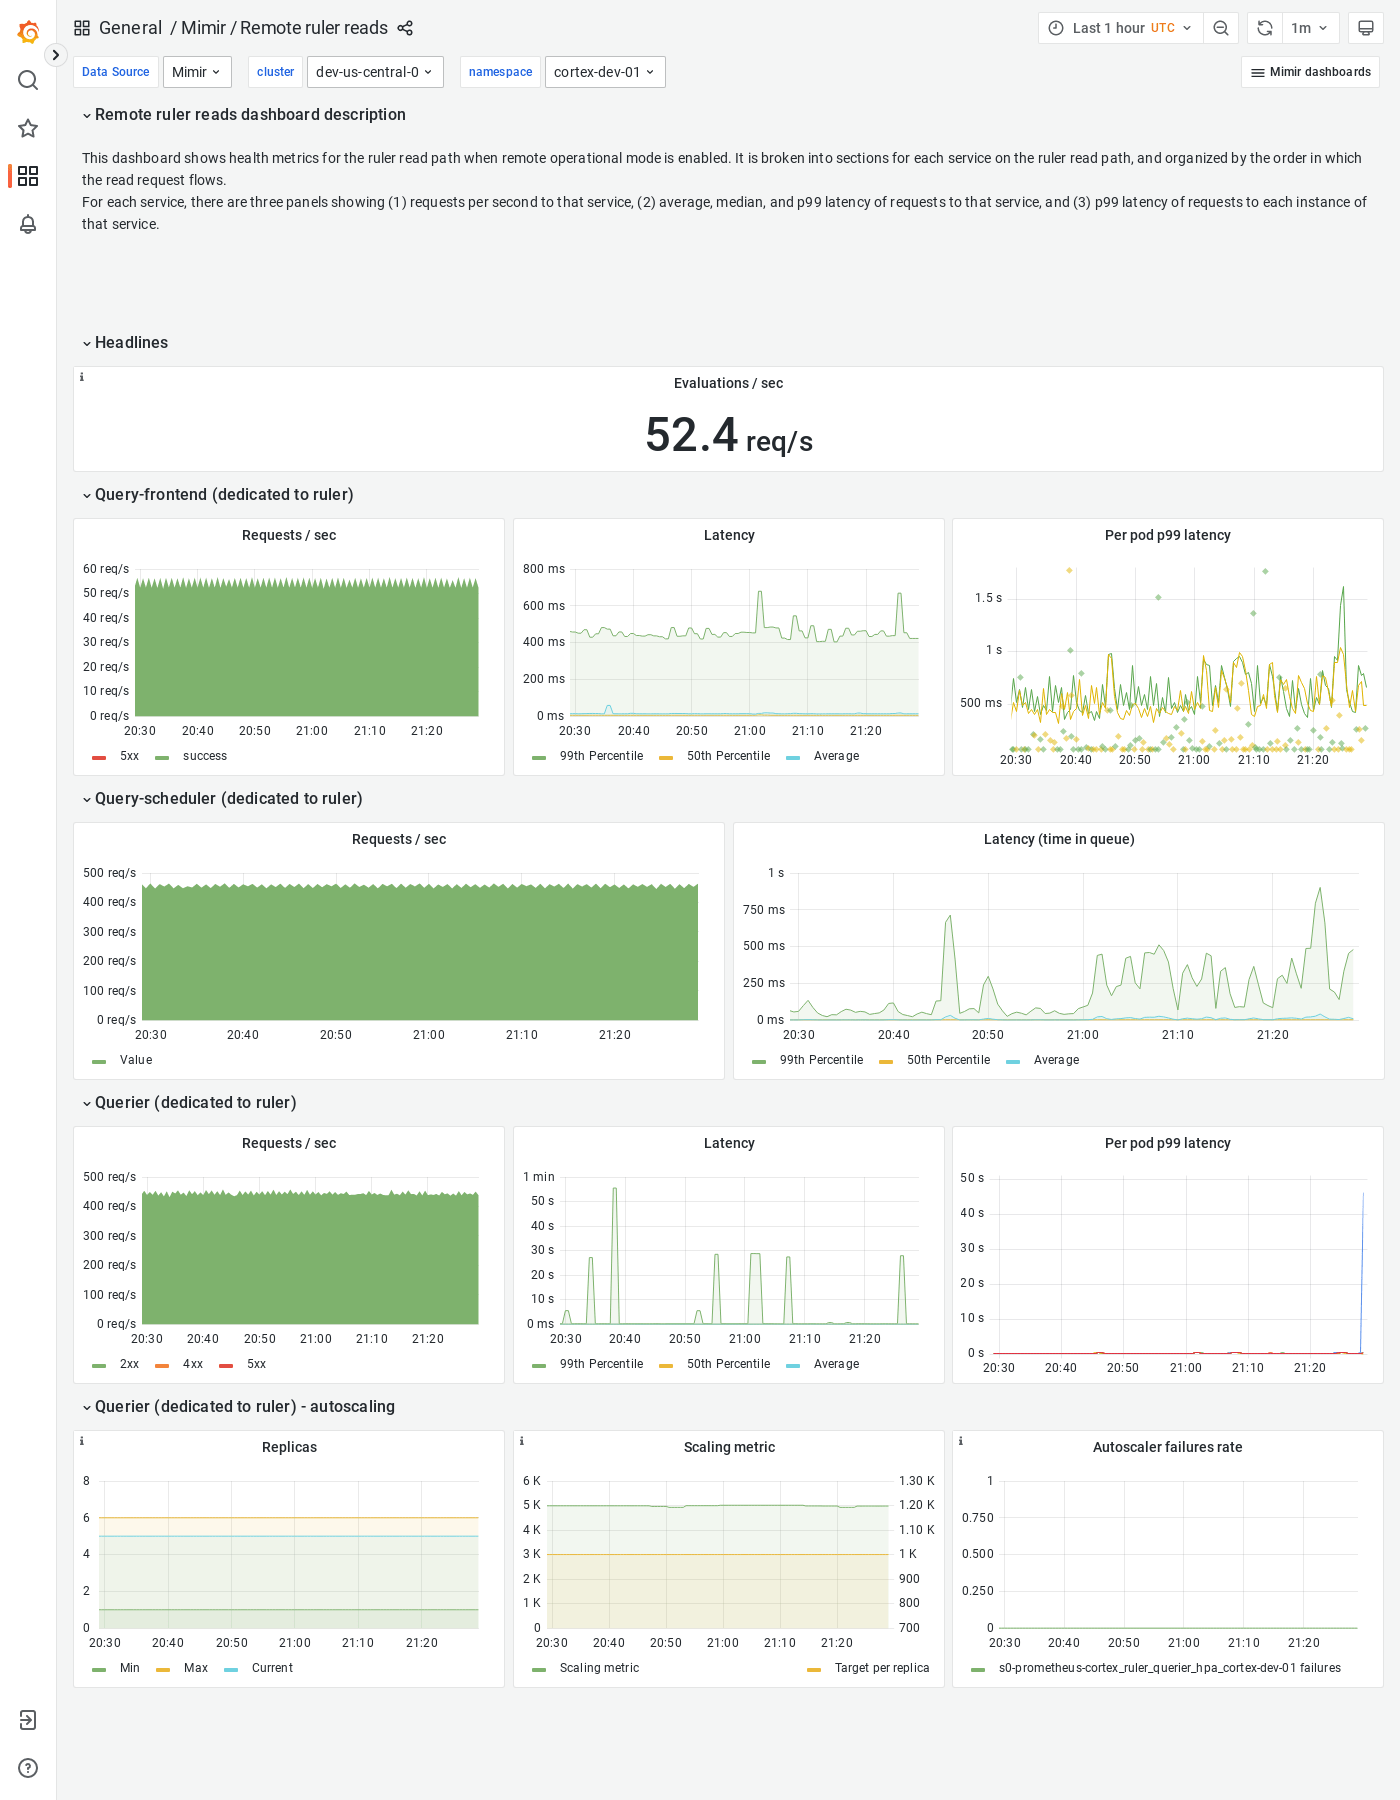 General / Mimir / Remote ruler reads
Last 1 hour UTC
1m
Data Source Mimir cluster dev-us-central-0 namespace cortex-dev-01
Mimir dashboards
Remote ruler reads dashboard description
This dashboard shows health metrics for the ruler read path when remote operational mode is enabled. It is broken into sections for each service on the ruler read path, and organized by the order in which
the read request flows.
For each service, there are three panels showing (1) requests per second to that service, (2) average, median, and p99 latency of requests to that service, and (3) p99 latency of requests to each instance of
that service.
Headlines
Evaluations / sec
52.4 req/s
Query-frontend (dedicated to ruler)
Requests / sec
60 req/s
50 req/s
40 req/s
30 req/s
20 req/s
10 req/s
0 req/s
20:30 20:40 20:50 21:00 21:10 21:20
5xx success
Latency
800 ms
600 ms
400 ms
200 ms
0 ms
20:30 20:40 20:50 21:00 21:10 21:20
99th Percentile 50th Percentile Average
Per pod p99 latency
1.5 s
1 s
500 ms
20:30 20:40 20:50 21:00 21:10 21:20
Query-scheduler (dedicated to ruler)
Requests / sec
500 req/s
400 req/s
300 req/s
200 req/s
100 req/s
0 req/s
20:30 20:40 20:50 21:00 21:10 21:20
Value
Latency (time in queue)
1 s
750 ms
500 ms
250 ms
0 ms
20:30 20:40 20:50 21:00 21:10 21:20
99th Percentile 50th Percentile Average
Querier (dedicated to ruler)
Requests / sec
500 req/s
400 req/s
300 req/s
200 req/s
100 req/s
0 req/s
20:30 20:40 20:50 21:00 21:10 21:20
2xx 4xx 5xx
Latency
1 min
50 s
40 s
30 s
20 s
10 s
0 ms
20:30 20:40 20:50 21:00 21:10 21:20
99th Percentile 50th Percentile Average
Per pod p99 latency
50 s
40 s
30 s
20 s
10 s
0 s
20:30 20:40 20:50 21:00 21:10 21:20
Querier (dedicated to ruler) - autoscaling
Replicas
8
6
4
2
0
20:30 20:40 20:50 21:00 21:10 21:20
Min Max Current
Scaling metric
6 K 1.30 K
5 K 1.20 K
4 K 1.10 K
3 K 1 K
2 K 900
1 K 800
0 700
20:30 20:40 20:50 21:00 21:10 21:20
Scaling metric Target per replica
Autoscaler failures rate
1
0.750
0.500
0.250
0
20:30 20:40 20:50 21:00 21:10 21:20
s0-prometheus-cortex_ruler_querier_hpa_cortex-dev-01 failures